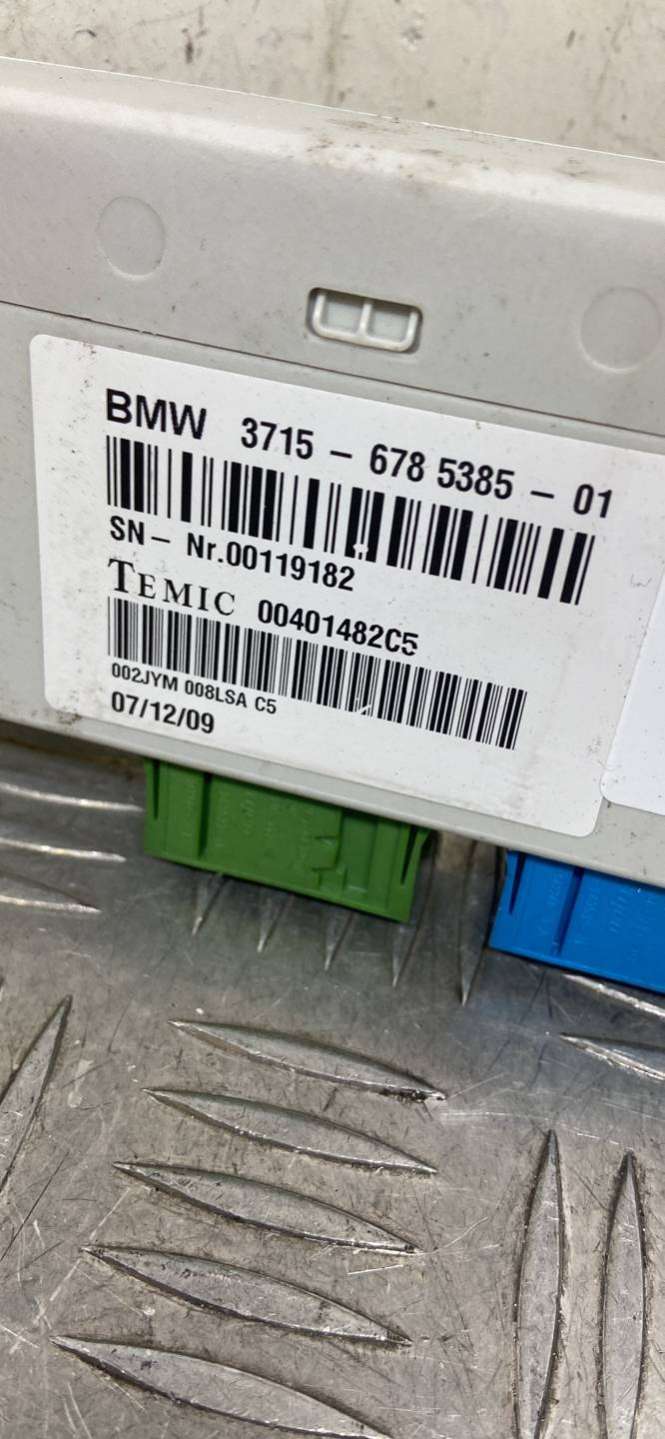 BMW 3715 - 678 5385 - 01
SN - Nr.00119182
TEMIC 00401482C5
002JYM 008LSA C5
07/12/09